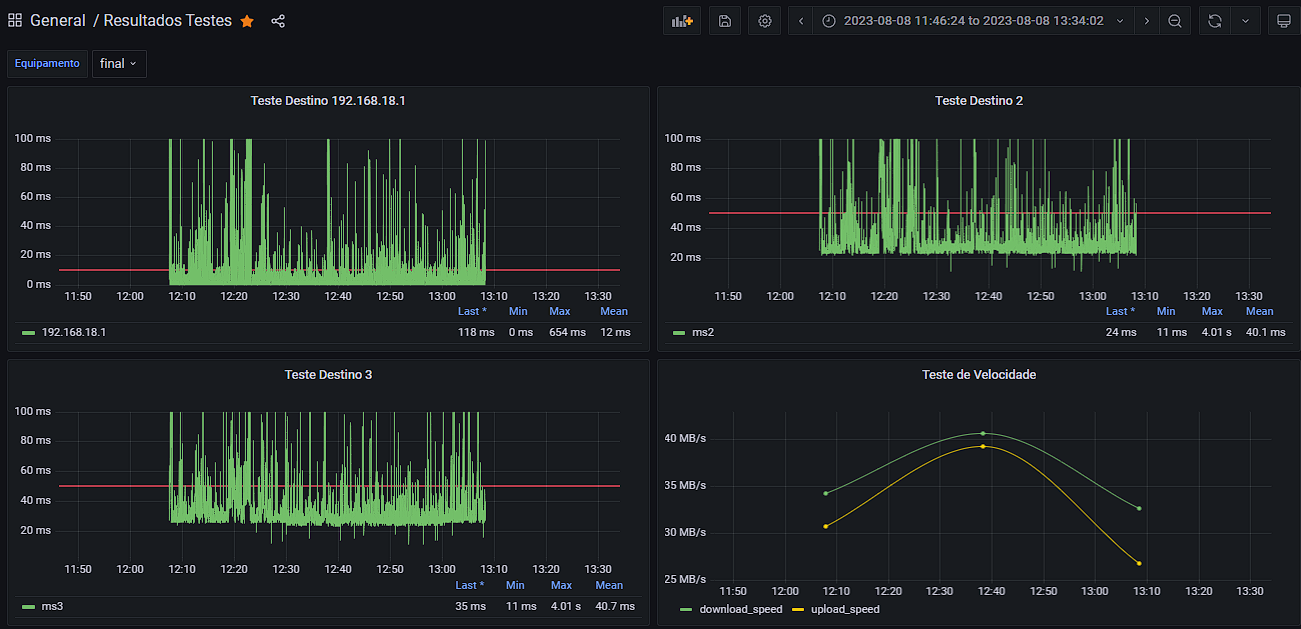 General / Resultados Testes
2023-08-08 11:46:24 to 2023-08-08 13:34:02
Equipamento
final
Teste Destino 192.168.18.1
100 ms
80 ms
60 ms
40 ms
20 ms
0 ms
11:50 12:00 12:10 12:20 12:30 12:40 12:50 13:00 13:10 13:20 13:30
Last * Min Max Mean
192.168.18.1 118 ms 0 ms 654 ms 12 ms
Teste Destino 2
100 ms
80 ms
60 ms
40 ms
20 ms
11:50 12:00 12:10 12:20 12:30 12:40 12:50 13:00 13:10 13:20 13:30
Last * Min Max Mean
ms2 24 ms 11 ms 4.01 s 40.1 ms
Teste Destino 3
100 ms
80 ms
60 ms
40 ms
20 ms
11:50 12:00 12:10 12:20 12:30 12:40 12:50 13:00 13:10 13:20 13:30
Last * Min Max Mean
ms3 35 ms 11 ms 4.01 s 40.7 ms
Teste de Velocidade
40 MB/s
35 MB/s
30 MB/s
25 MB/s
11:50 12:00 12:10 12:20 12:30 12:40 12:50 13:00 13:10 13:20 13:30
download_speed upload_speed